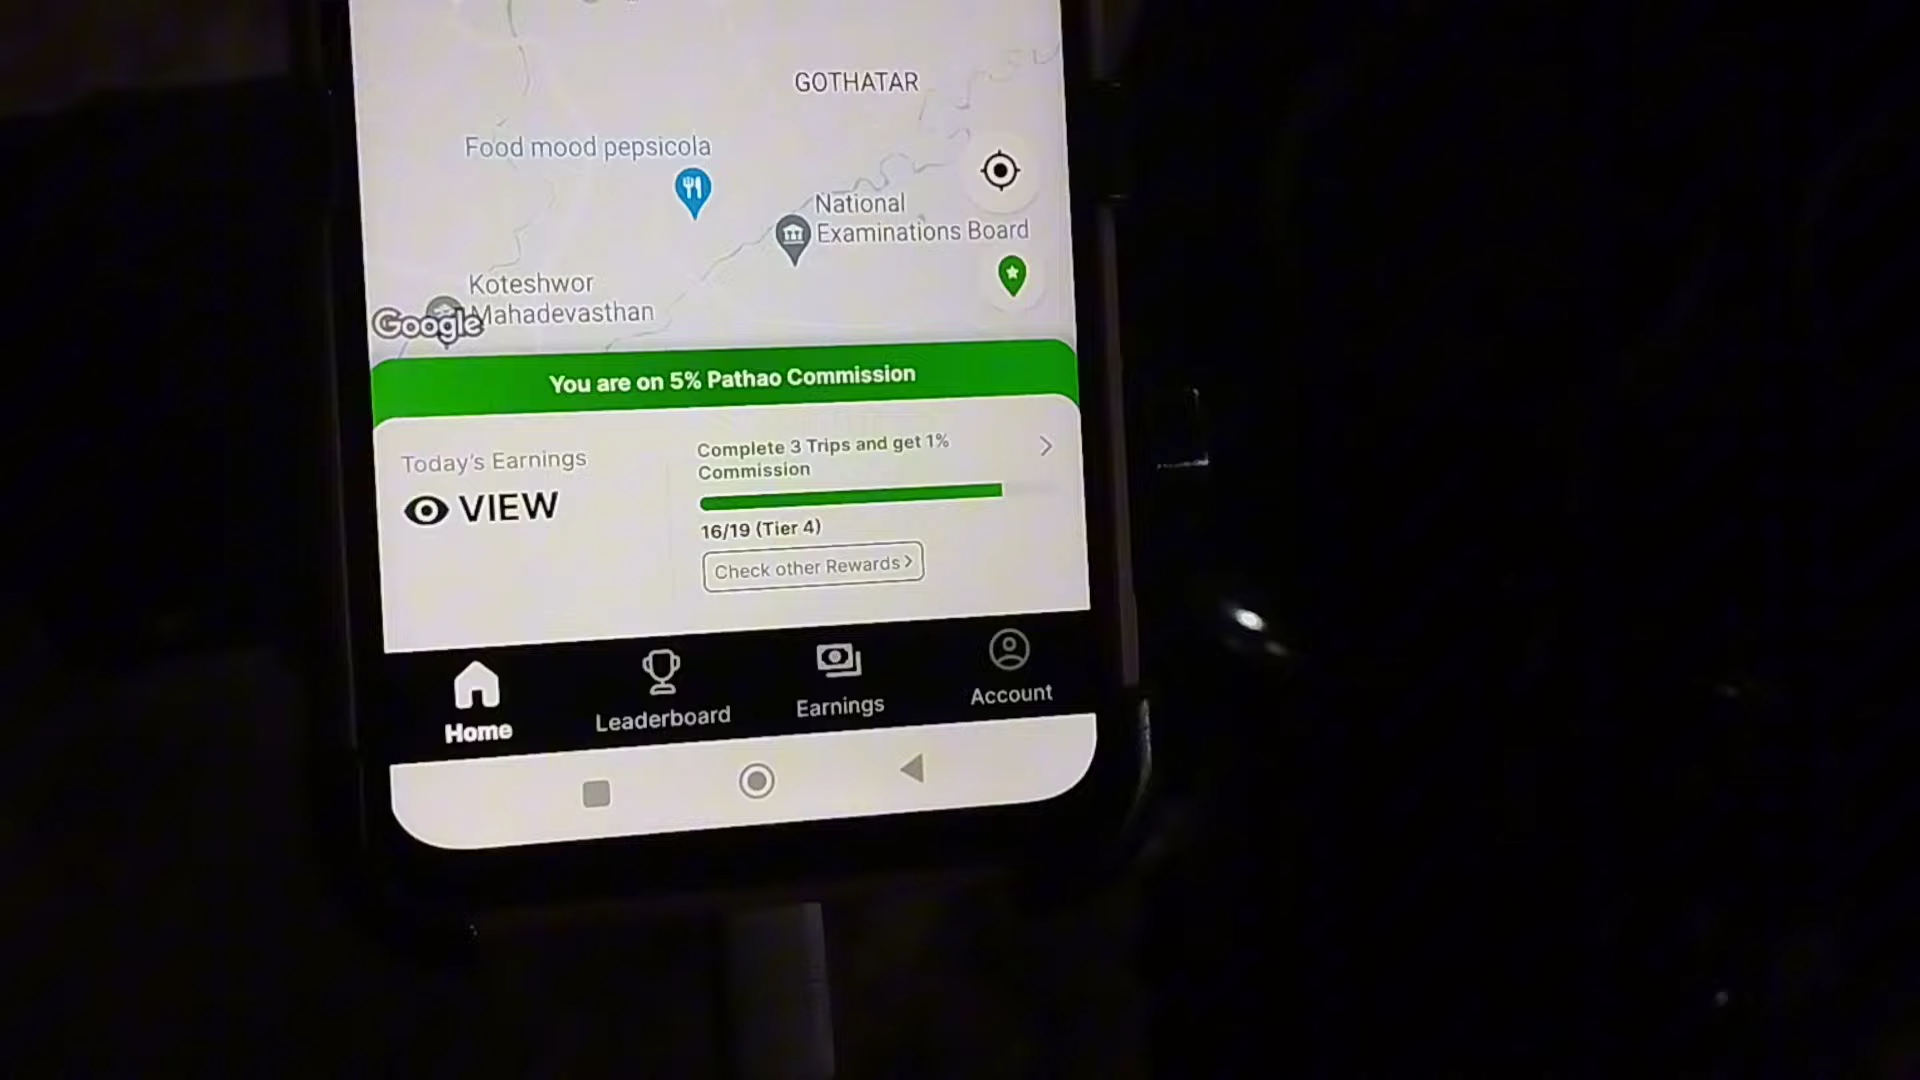 GOTHATAR
Food mood pepsicola
National
Examinations Board
Koteshwor
Mahadevasthan
Google
You are on 5% Pathao Commission
Today's Earnings
VIEW
Complete 3 Trips and get 1%
Commission
16/19 (Tier 4)
Check other Rewards
Home
Leaderboard
Earnings
Account